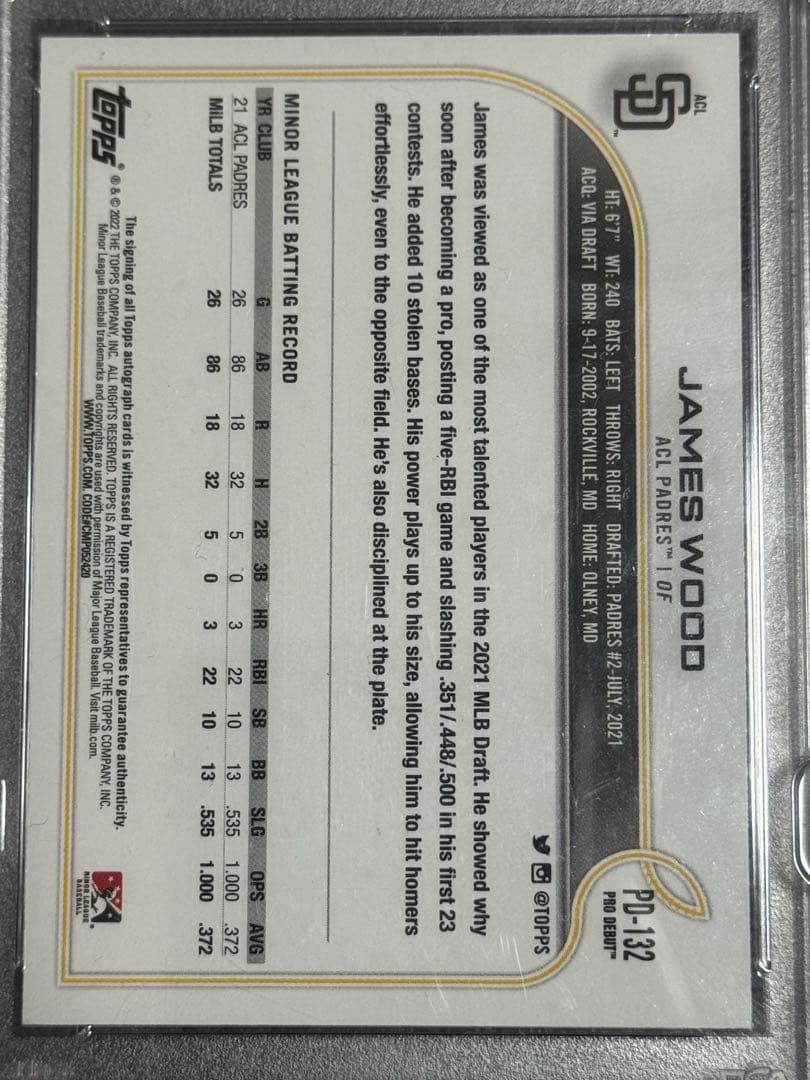 ACL
SD™
JAMES WOOD
ACL PADRES™ | OF
PD-132
PRO DEBUT™
HT: 6'7" WT: 240 BATS: LEFT THROWS: RIGHT DRAFTED: PADRES #2-JULY, 2021
ACQ: VIA DRAFT BORN: 9-17-2002, ROCKVILLE, MD HOME: OLNEY, MD
@TOPPS
James was viewed as one of the most talented players in the 2021 MLB Draft. He showed why
soon after becoming a pro, posting a five-RBI game and slashing .351/.448/.500 in his first 23
contests. He added 10 stolen bases. His power plays up to his size, allowing him to hit homers
effortlessly, even to the opposite field. He's also disciplined at the plate.
MINOR LEAGUE BATTING RECORD
YR CLUB G AB R H 2B 3B HR RBI SB BB SLG OPS AVG
21 ACL PADRES 26 86 18 32 5 0 3 22 10 13 .535 1.000 .372
MiLB TOTALS 26 86 18 32 5 0 3 22 10 13 .535 1.000 .372
topps®
The signing of all Topps autograph cards is witnessed by Topps representatives to guarantee authenticity.
® & © 2022 THE TOPPS COMPANY, INC. ALL RIGHTS RESERVED. TOPPS IS A REGISTERED TRADEMARK OF THE TOPPS COMPANY, INC.
Minor League Baseball trademarks and copyrights are used with permission of Major League Baseball. Visit milb.com.
WWW.TOPPS.COM. CODE#CMP052420
MINOR LEAGUE
BASEBALL